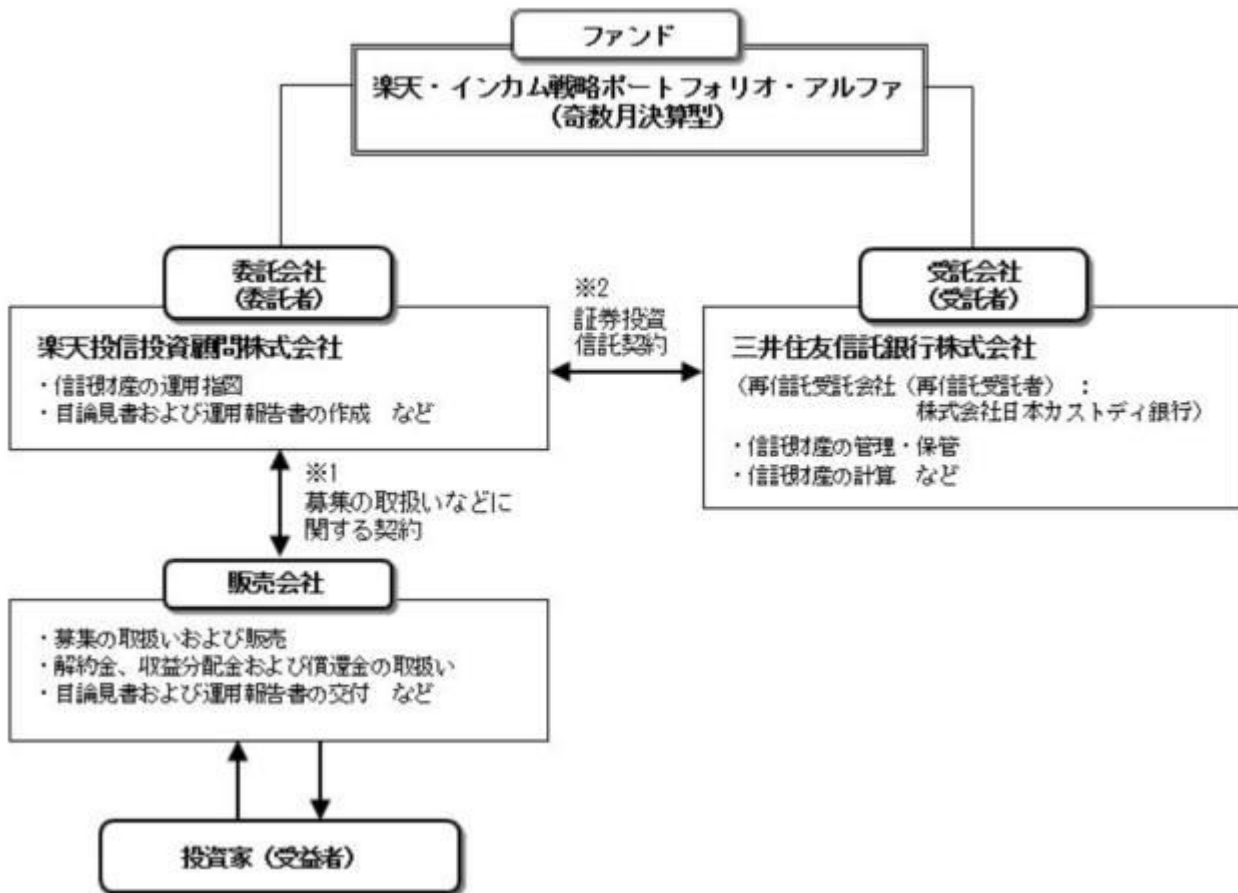 ファンド
楽天・インカム戦略ポートフォリオ・アルファ
（奇数月決算型）
委託会社
（委託者）
楽天投信投資顧問株式会社
・信託財産の運用指図
・目論見書および運用報告書の作成　など
※2
証券投資
信託契約
受託会社
（受託者）
三井住友信託銀行株式会社
（再信託受託会社（再信託受託者）：
株式会社日本カストディ銀行）
・信託財産の管理・保管
・信託財産の計算　など
※1
募集の取扱いなどに
関する契約
販売会社
・募集の取扱いおよび販売
・解約金、収益分配金および償還金の取扱い
・目論見書および運用報告書の交付　など
投資家（受益者）